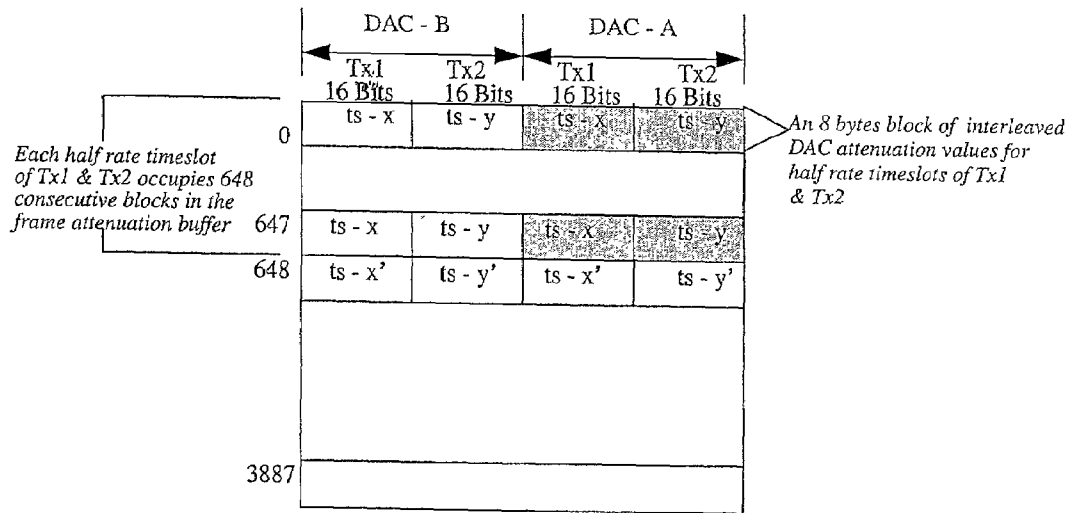 DAC - B DAC - A
Tx1 Tx2 Tx1 Tx2
16 Bits 16 Bits 16 Bits 16 Bits
0 ts - x ts - y ts - x ts - y
An 8 bytes block of interleaved
DAC attenuation values for
half rate timeslots of Tx1
& Tx2
Each half rate timeslot
of Tx1 & Tx2 occupies 648
consecutive blocks in the
frame attenuation buffer
647 ts - x ts - y ts - x ts - y
648 ts - x' ts - y' ts - x' ts - y'
3887